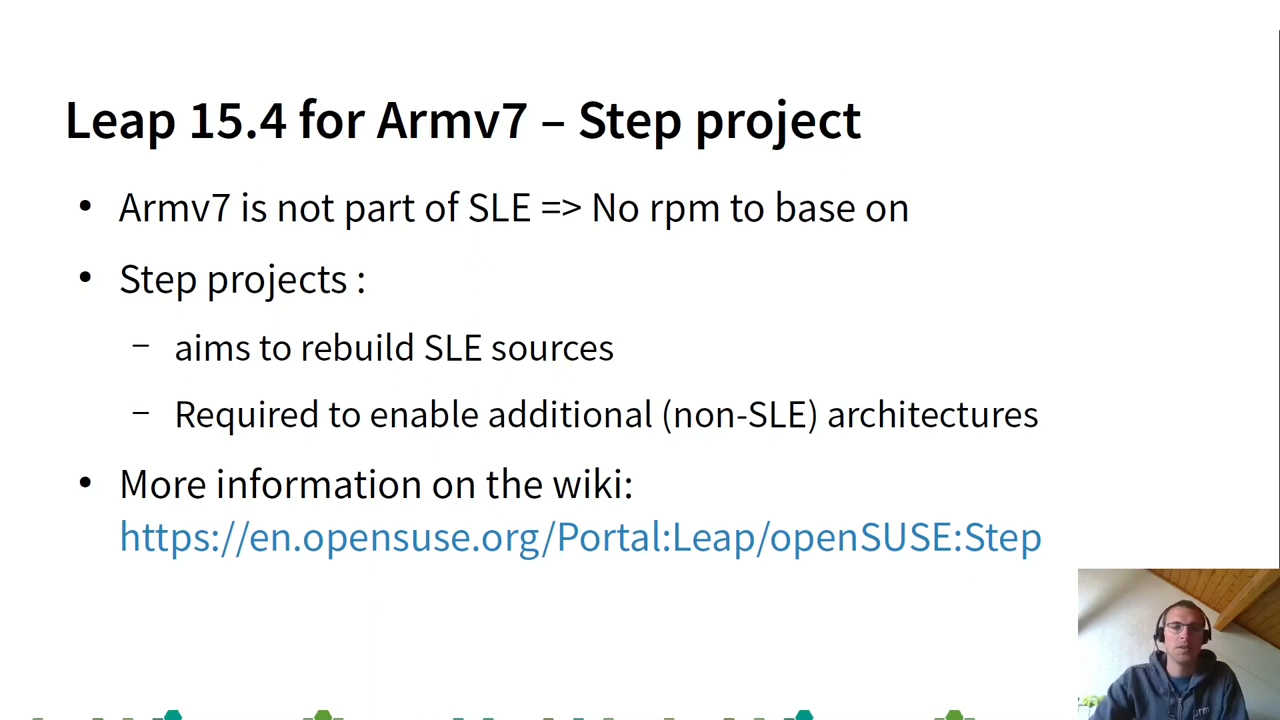 Leap 15.4 for Armv7 – Step project
• Armv7 is not part of SLE => No rpm to base on
• Step projects :
– aims to rebuild SLE sources
– Required to enable additional (non-SLE) architectures
• More information on the wiki:
https://en.opensuse.org/Portal:Leap/openSUSE:Step